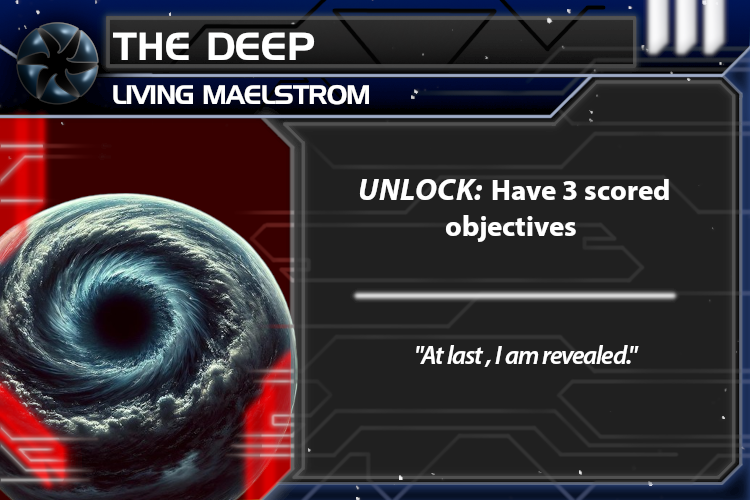 THE DEEP
LIVING MAELSTROM
UNLOCK: Have 3 scored
objectives
"At last , I am revealed."